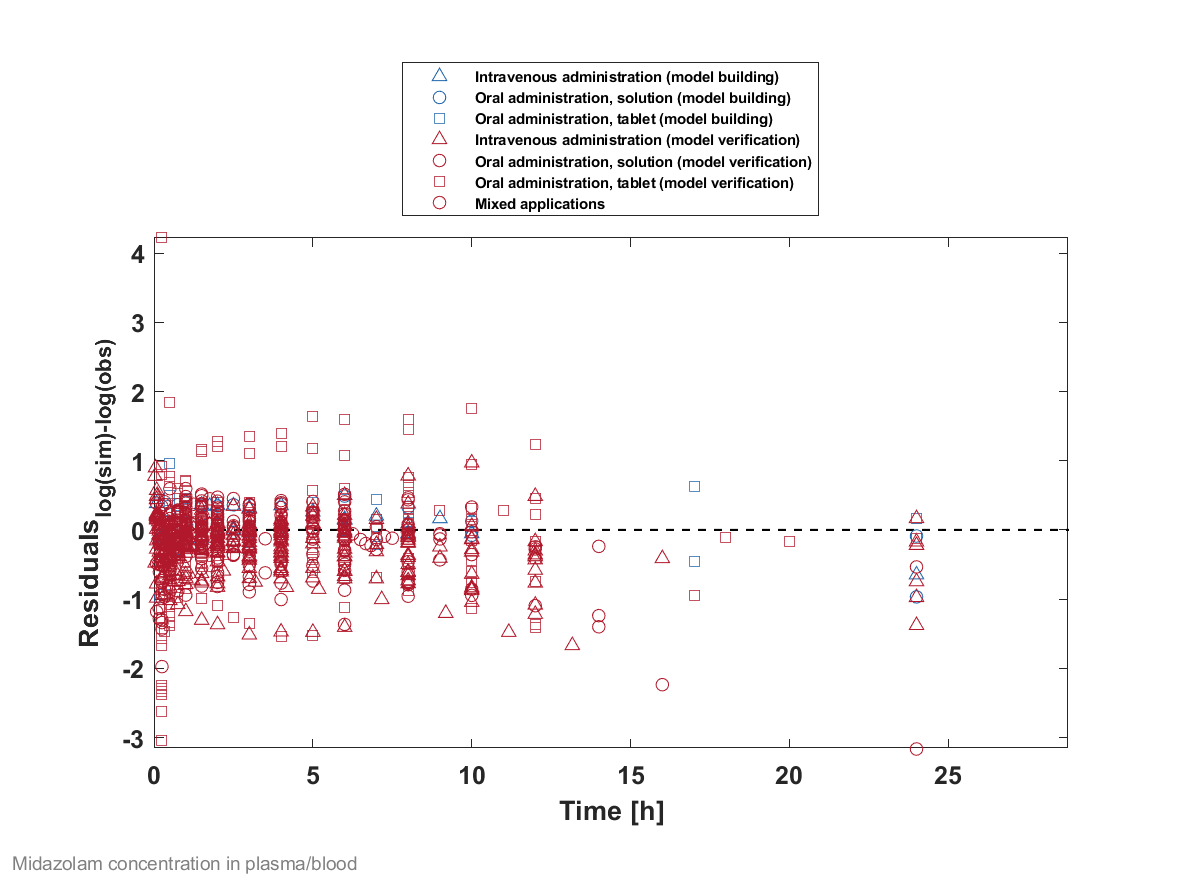 Intravenous administration (model building)
Oral administration, solution (model building)
Oral administration, tablet (model building)
Intravenous administration (model verification)
Oral administration, solution (model verification)
Oral administration, tablet (model verification)
Mixed applications
4
3
2
1
0
-1
-2
-3
Residuals log(sim)-log(obs)
0 5 10 15 20 25
Time [h]
Midazolam concentration in plasma/blood